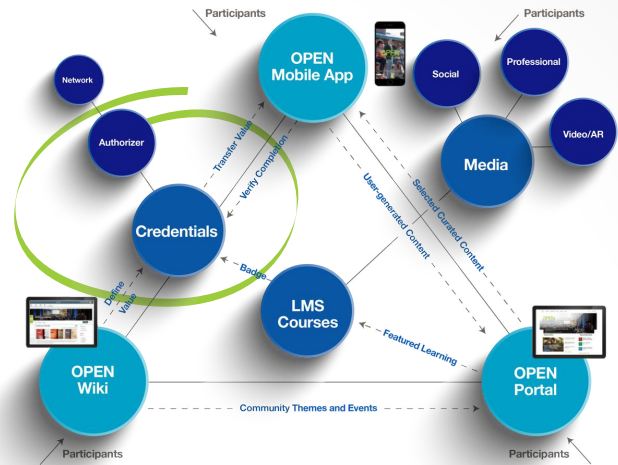 Participants
Participants
OPEN
Mobile App
Professional
Social
Network
Video/AR
Authorizer
Media
Transfer Value
Verify Completion
Selected Curated Content
User-generated Content
Credentials
Badge
Define
Value
LMS
Courses
Featured Learning
OPEN
Wiki
OPEN
Portal
Community Themes and Events
Participants
Participants